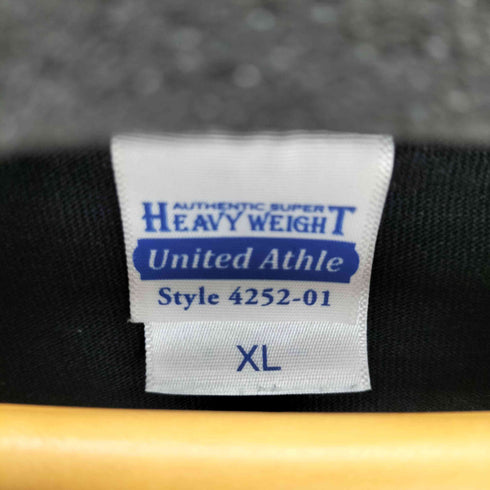 AUTHENTIC SUPER
HEAVY WEIGHT
United Athle
Style 4252-01
XL